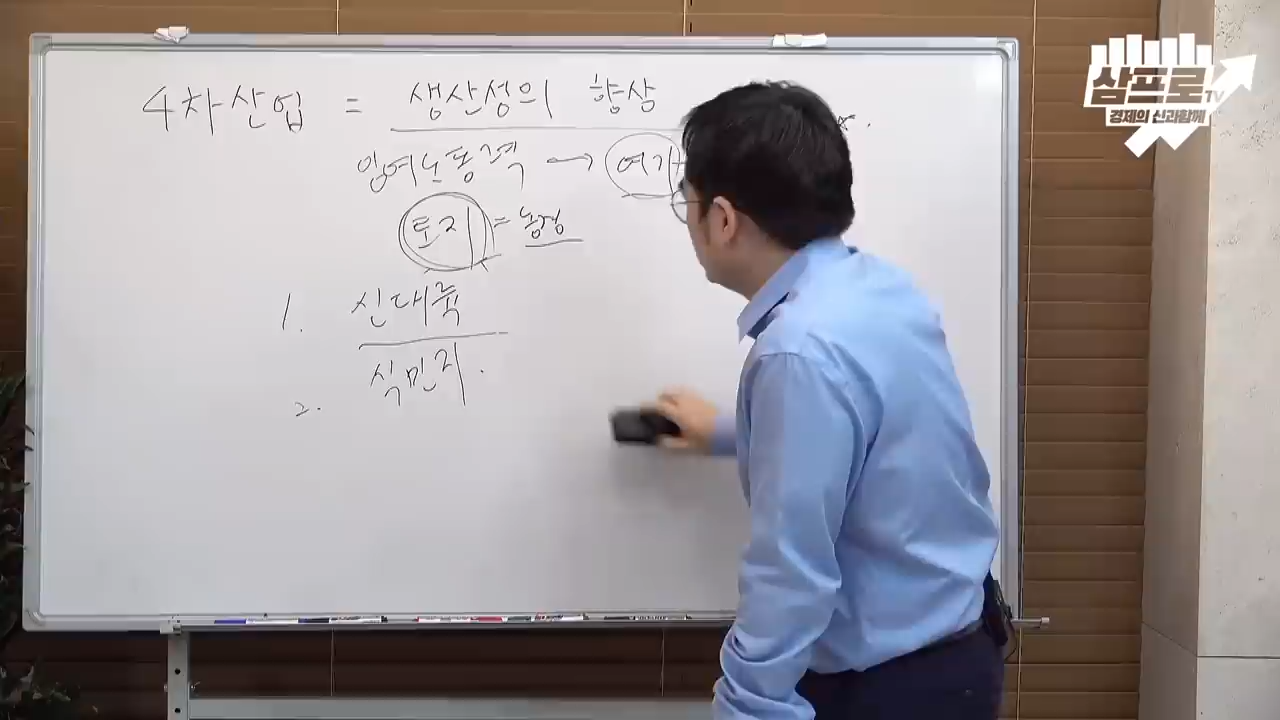 4차산업 = 생산성의 향상
잉여노동력 → 여기
토지 = 농경
1. 신대륙
식민지.
2.
삼프로TV
경제의 신과함께